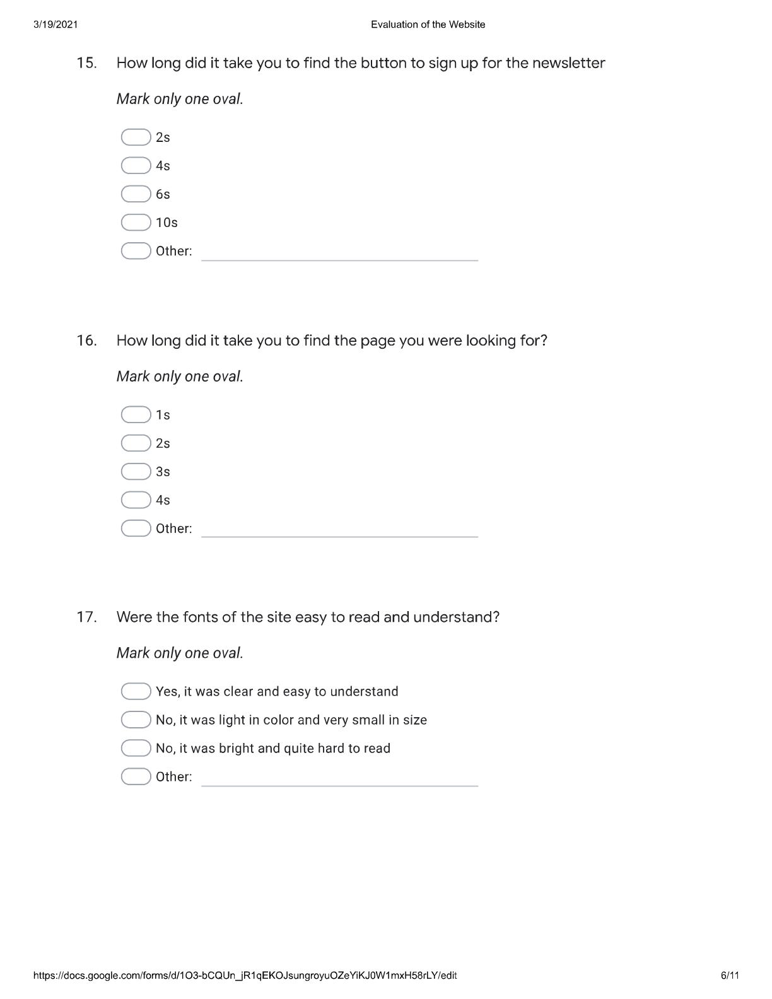 3/19/2021 Evaluation of the Website
15. How long did it take you to find the button to sign up for the newsletter
Mark only one oval.
2s
4s
6s
10s
Other:
16. How long did it take you to find the page you were looking for?
Mark only one oval.
1s
2s
3s
4s
Other:
17. Were the fonts of the site easy to read and understand?
Mark only one oval.
Yes, it was clear and easy to understand
No, it was light in color and very small in size
No, it was bright and quite hard to read
Other:
https://docs.google.com/forms/d/1O3-bCQUn_jR1qEKOJsungroyuOZeYiKJ0W1mxH58rLY/edit 6/11